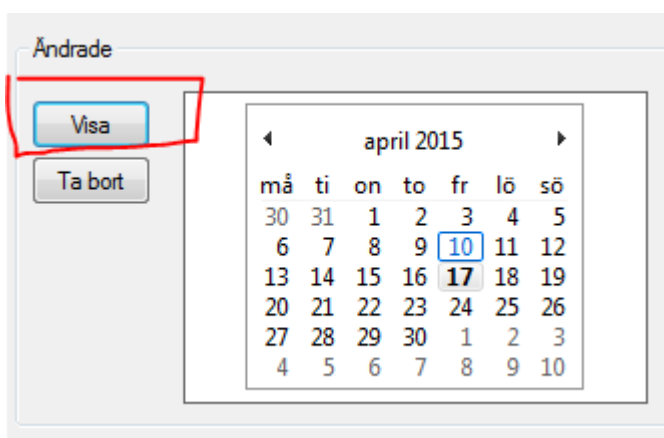 Ändrade
Visa
Ta bort
april 2015
må ti on to fr lö sö
30 31 1 2 3 4 5
6 7 8 9 10 11 12
13 14 15 16 17 18 19
20 21 22 23 24 25 26
27 28 29 30 1 2 3
4 5 6 7 8 9 10